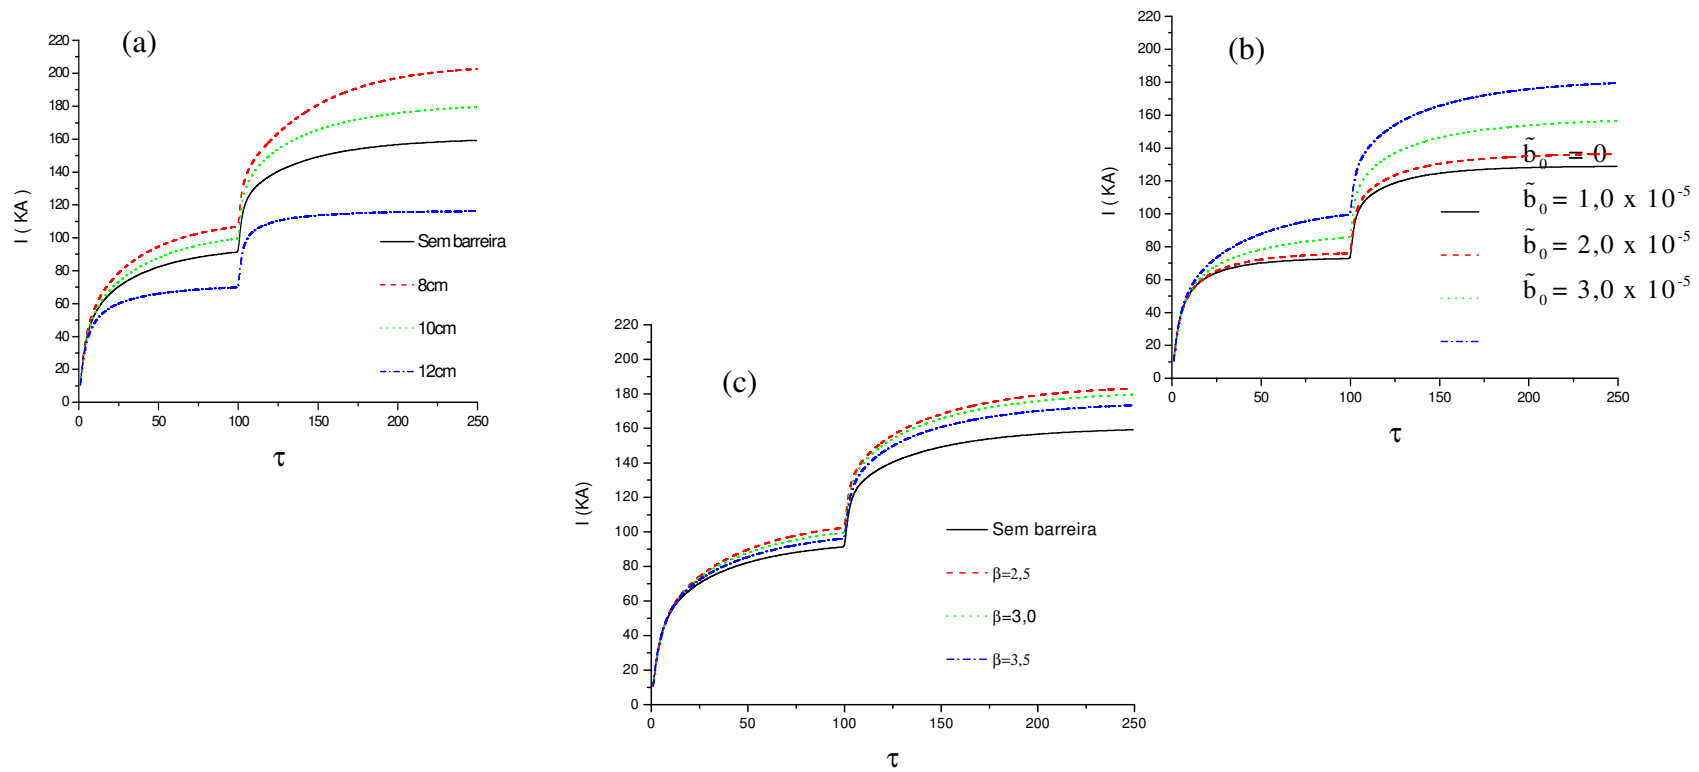 (a)
220
200
180
160
140
120
100
80
60
40
20
0
I ( KA )
0 50 100 150 200 250
τ
Sem barreira
8cm
10cm
12cm
(b)
220
200
180
160
140
120
100
80
60
40
20
0
I (KA)
0 25 50 100 150 200 250
τ
b̃₀ = 0
b̃₀ = 1,0 x 10⁻⁵
b̃₀ = 2,0 x 10⁻⁵
b̃₀ = 3,0 x 10⁻⁵
(c)
220
200
180
160
140
120
100
80
60
40
20
0
I (KA)
0 50 100 150 200 250
τ
Sem barreira
β=2,5
β=3,0
β=3,5